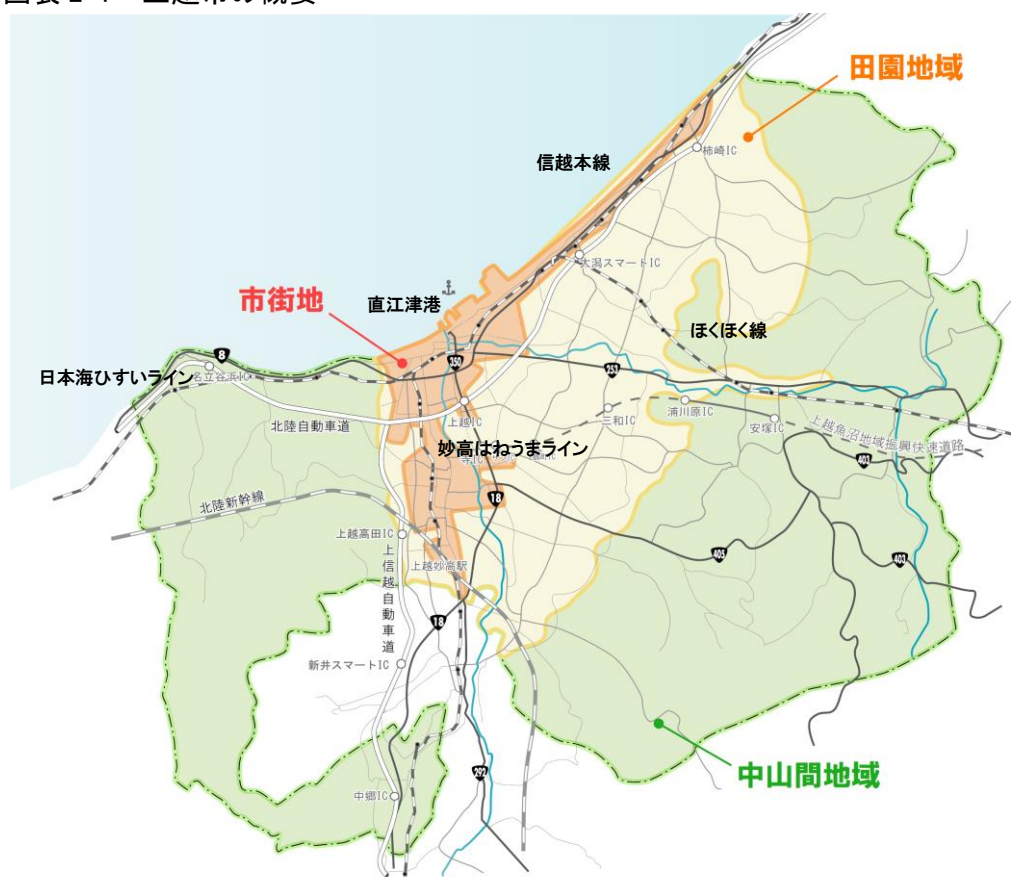 田園地域
信越本線
柿崎IC
大潟スマートIC
市街地
直江津港
ほくほく線
8
350
253
日本海ひすいライン
名立谷浜IC
北陸自動車道
上越IC
三和IC
浦川原IC
安塚IC
上越魚沼地域振興快速道路
妙高はねうまライン
403
18
北陸新幹線
上越高田IC
405
403
上越妙高駅
上信越自動車道
18
新井スマートIC
292
中山間地域
中郷IC